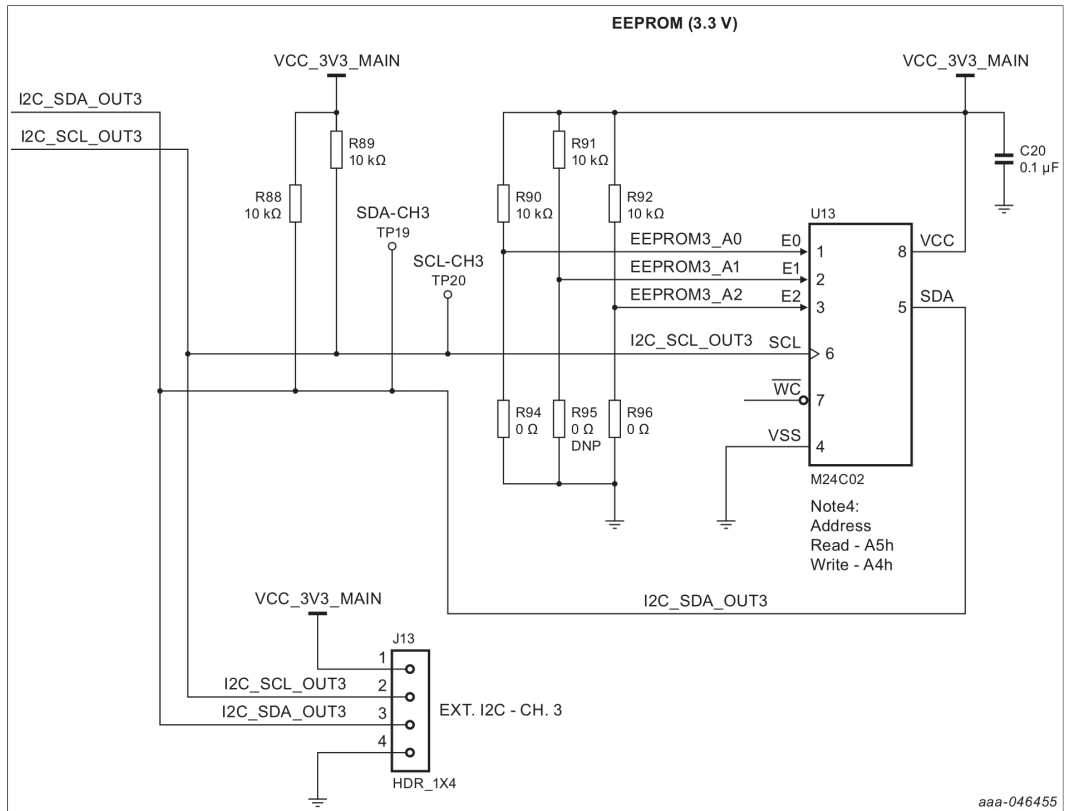 EEPROM (3.3 V)
VCC_3V3_MAIN
VCC_3V3_MAIN
I2C_SDA_OUT3
I2C_SCL_OUT3
R89
10 kΩ
R91
10 kΩ
C20
0.1 µF
R88
10 kΩ
R90
10 kΩ
R92
10 kΩ
SDA-CH3
TP19
SCL-CH3
TP20
U13
EEPROM3_A0
E0
1
8
VCC
EEPROM3_A1
E1
2
EEPROM3_A2
E2
3
5
SDA
I2C_SCL_OUT3
SCL
6
WC
7
R94
0 Ω
R95
0 Ω
DNP
R96
0 Ω
VSS
4
M24C02
Note4:
Address
Read - A5h
Write - A4h
I2C_SDA_OUT3
VCC_3V3_MAIN
J13
1
I2C_SCL_OUT3
2
I2C_SDA_OUT3
3
4
EXT. I2C - CH. 3
HDR_1X4
aaa-046455